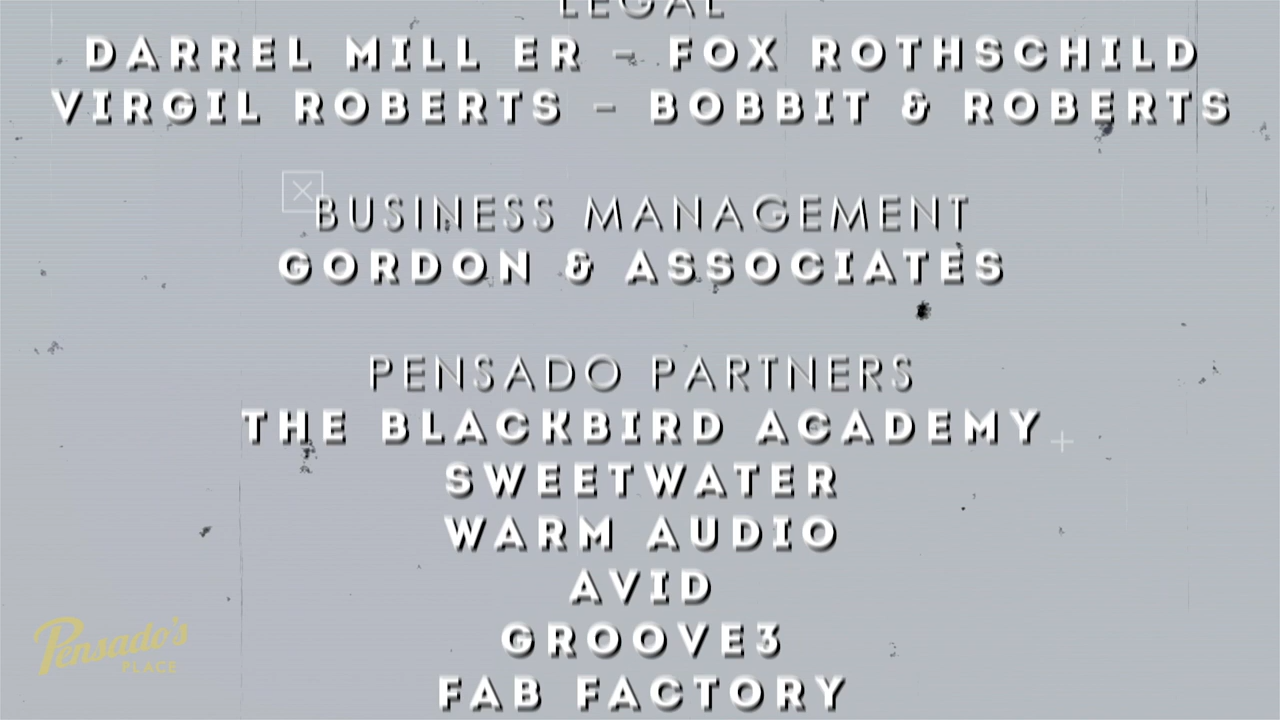 LEGAL
DARREL MILL ER – FOX ROTHSCHILD
VIRGIL ROBERTS – BOBBIT & ROBERTS
BUSINESS MANAGEMENT
GORDON & ASSOCIATES
PENSADO PARTNERS
THE BLACKBIRD ACADEMY
SWEETWATER
WARM AUDIO
AVID
GROOVE3
FAB FACTORY
Pensado's
PLACE